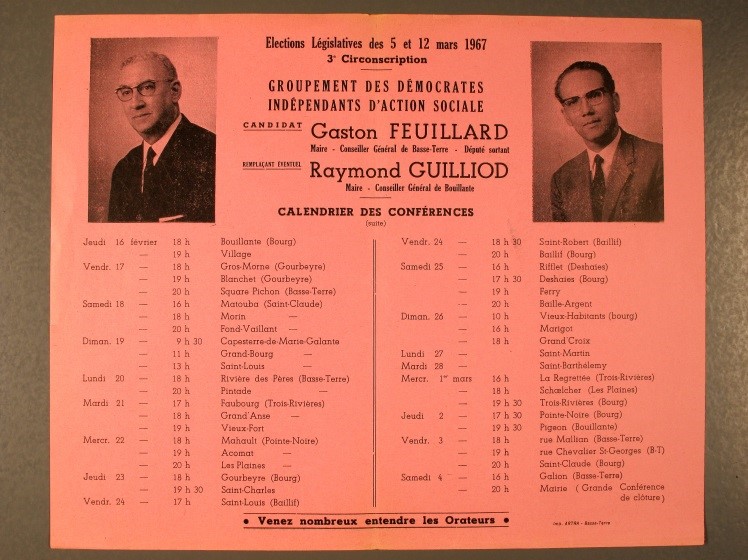 Elections Législatives des 5 et 12 mars 1967
3e Circonscription
GROUPEMENT DES DÉMOCRATES
INDÉPENDANTS D'ACTION SOCIALE
CANDIDAT Gaston FEUILLARD
Maire - Conseiller Général de Basse-Terre - Député sortant
REMPLAÇANT ÉVENTUEL Raymond GUILLIOD
Maire - Conseiller Général de Bouillante
CALENDRIER DES CONFÉRENCES
(suite)
Jeudi 16 février 18 h Bouillante (Bourg)
— 19 h Village
Vendr. 17 — 18 h Gros-Morne (Gourbeyre)
— 19 h Blanchet (Gourbeyre)
— 20 h Square Pichon (Basse-Terre)
Samedi 18 — 16 h Matouba (Saint-Claude)
— 18 h Morin —
— 20 h Fond-Vaillant —
Diman. 19 — 9 h 30 Capesterre-de-Marie-Galante
— 11 h Grand-Bourg —
— 13 h Saint-Louis —
Lundi 20 — 18 h Rivière des Pères (Basse-Terre)
— 20 h Pintade —
Mardi 21 — 17 h Faubourg (Trois-Rivières)
— 18 h Grand'Anse —
— 19 h Vieux-Fort
Mercr. 22 — 18 h Mahault (Pointe-Noire)
— 19 h Acomat —
— 20 h Les Plaines —
Jeudi 23 — 18 h Gourbeyre (Bourg)
— 19 h 30 Saint-Charles
Vendr. 24 — 17 h Saint-Louis (Baillif)
Vendr. 24 — 18 h 30 Saint-Robert (Baillif)
— 20 h Baillif (Bourg)
Samedi 25 — 16 h Rifflet (Deshaies)
— 17 h 30 Deshaies (Bourg)
— 19 h Ferry
— 20 h Baille-Argent
Diman. 26 — 10 h Vieux-Habitants (bourg)
— 16 h Marigot
— 18 h Grand'Croix
Lundi 27 — Saint-Martin
Mardi 28 — Saint-Barthélemy
Mercr. 1er mars 16 h La Regrettée (Trois-Rivières)
— 18 h Schœlcher (Les Plaines)
— 19 h 30 Trois-Rivières (Bourg)
Jeudi 2 — 17 h 30 Pointe-Noire (Bourg)
— 19 h 30 Pigeon (Bouillante)
Vendr. 3 — 18 h rue Mallian (Basse-Terre)
— 19 h rue Chevalier St-Georges (B-T)
— 20 h Saint-Claude (Bourg)
Samedi 4 — 16 h Galion (Basse-Terre)
— 20 h Mairie (Grande Conférence
de clôture)
• Venez nombreux entendre les Orateurs •
Imp. ARTRA - Basse-Terre